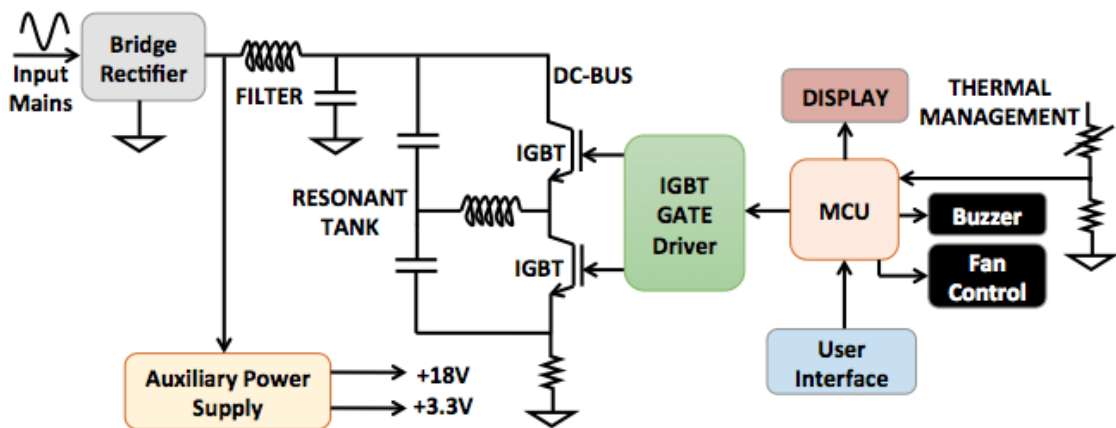 Input
Mains
Bridge
Rectifier
FILTER
DC-BUS
IGBT
RESONANT
TANK
IGBT
IGBT
GATE
Driver
DISPLAY
THERMAL
MANAGEMENT
MCU
Buzzer
Fan
Control
User
Interface
Auxiliary Power
Supply
+18V
+3.3V